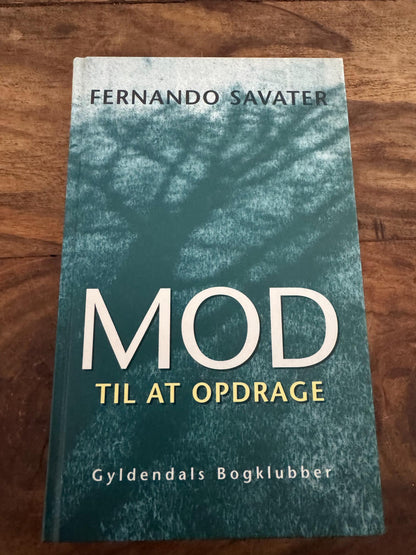 FERNANDO SAVATER
MOD
TIL AT OPDRAGE
Gyldendals Bogklubber